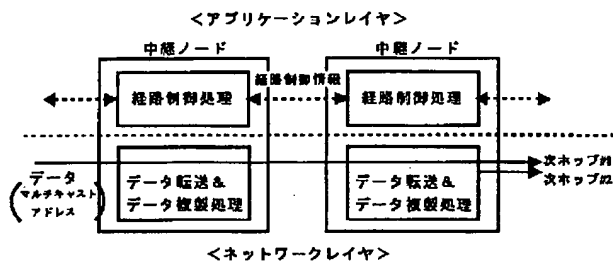 <アプリケーションレイヤ>
中継ノード
中継ノード
経路制御処理
経路制御情報
経路制御処理
データ
(マルチキャスト
アドレス)
データ転送&
データ複製処理
データ転送&
データ複製処理
次ホップ#1
次ホップ#2
<ネットワークレイヤ>